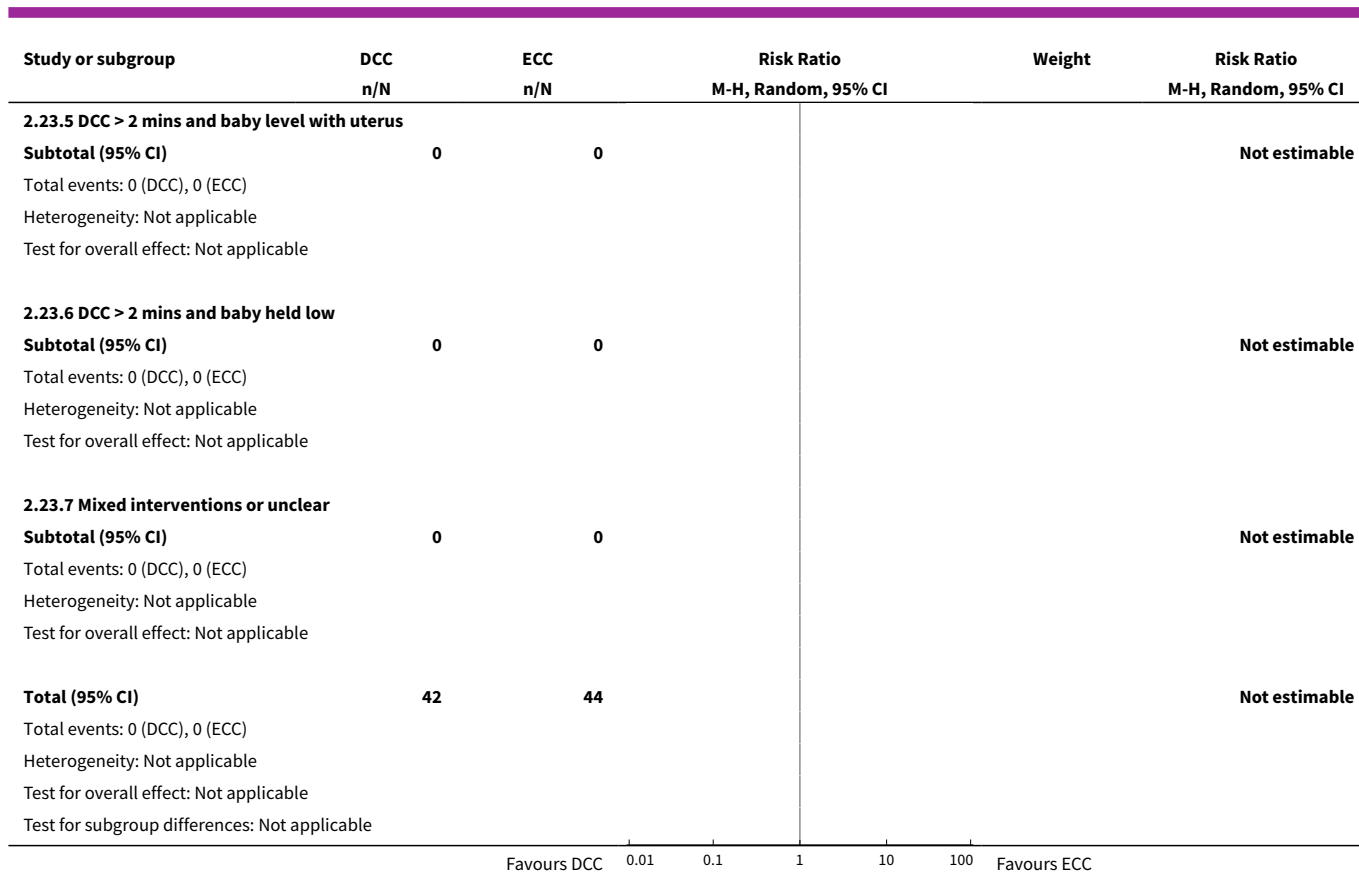 Study or subgroup DCC ECC Risk Ratio Weight Risk Ratio
n/N n/N M-H, Random, 95% CI M-H, Random, 95% CI
2.23.5 DCC > 2 mins and baby level with uterus
Subtotal (95% CI) 0 0 Not estimable
Total events: 0 (DCC), 0 (ECC)
Heterogeneity: Not applicable
Test for overall effect: Not applicable
2.23.6 DCC > 2 mins and baby held low
Subtotal (95% CI) 0 0 Not estimable
Total events: 0 (DCC), 0 (ECC)
Heterogeneity: Not applicable
Test for overall effect: Not applicable
2.23.7 Mixed interventions or unclear
Subtotal (95% CI) 0 0 Not estimable
Total events: 0 (DCC), 0 (ECC)
Heterogeneity: Not applicable
Test for overall effect: Not applicable
Total (95% CI) 42 44 Not estimable
Total events: 0 (DCC), 0 (ECC)
Heterogeneity: Not applicable
Test for overall effect: Not applicable
Test for subgroup differences: Not applicable
Favours DCC 0.01 0.1 1 10 100 Favours ECC